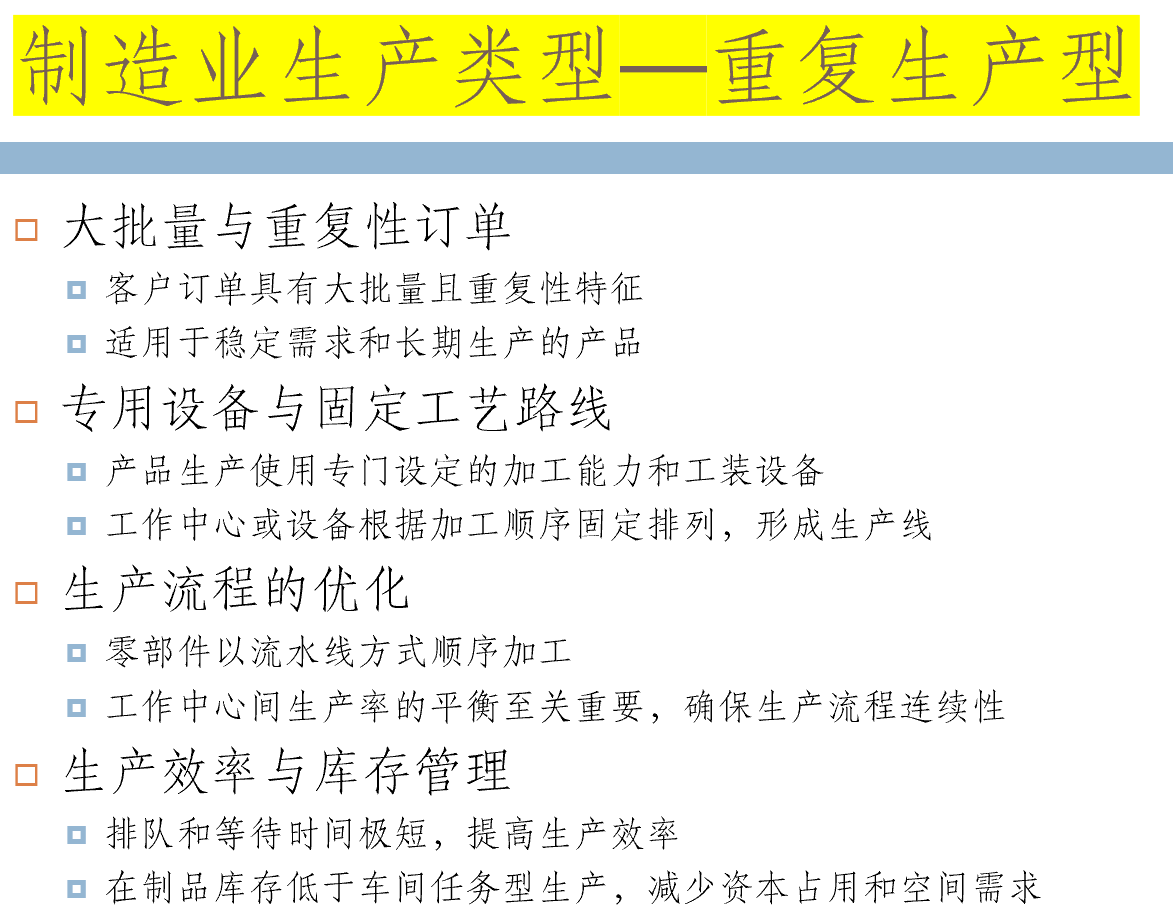 制造业生产类型—重复生产型
大批量与重复性订单
客户订单具有大批量且重复性特征
适用于稳定需求和长期生产的产品
专用设备与固定工艺路线
产品生产使用专门设定的加工能力和工装设备
工作中心或设备根据加工顺序固定排列，形成生产线
生产流程的优化
零部件以流水线方式顺序加工
工作中心间生产率的平衡至关重要，确保生产流程连续性
生产效率与库存管理
排队和等待时间极短，提高生产效率
在制品库存低于车间任务型生产，减少资本占用和空间需求